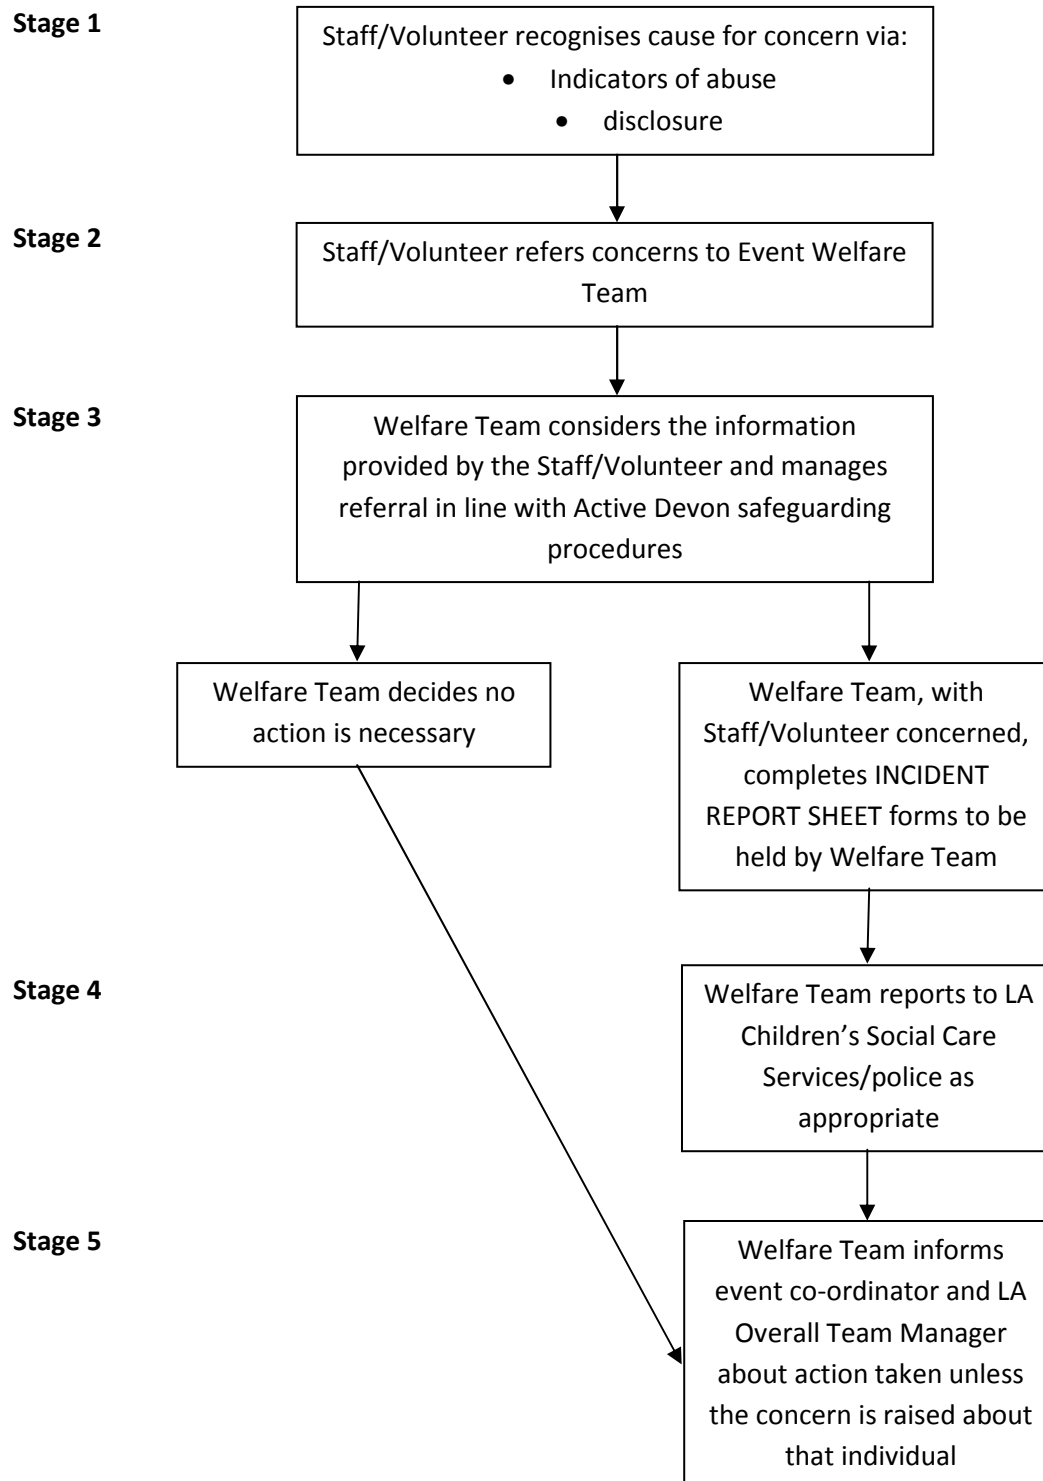 Stage 1
Staff/Volunteer recognises cause for concern via:
• Indicators of abuse
• disclosure
Stage 2
Staff/Volunteer refers concerns to Event Welfare
Team
Stage 3
Welfare Team considers the information
provided by the Staff/Volunteer and manages
referral in line with Active Devon safeguarding
procedures
Welfare Team decides no
action is necessary
Welfare Team, with
Staff/Volunteer concerned,
completes INCIDENT
REPORT SHEET forms to be
held by Welfare Team
Stage 4
Welfare Team reports to LA
Children’s Social Care
Services/police as
appropriate
Stage 5
Welfare Team informs
event co-ordinator and LA
Overall Team Manager
about action taken unless
the concern is raised about
that individual